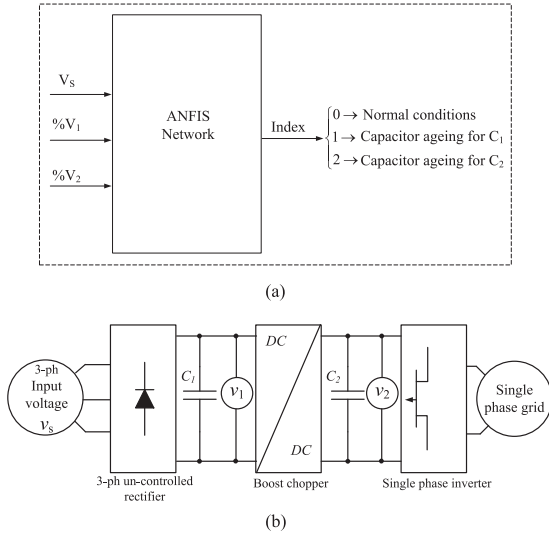 V_S
%V_1
%V_2
ANFIS
Network
Index
0 → Normal conditions
1 → Capacitor ageing for C_1
2 → Capacitor ageing for C_2
(a)
3-ph
Input
voltage
v_s
C_1
v_1
DC
DC
C_2
v_2
Single
phase grid
3-ph un-controlled
rectifier
Boost chopper
Single phase inverter
(b)